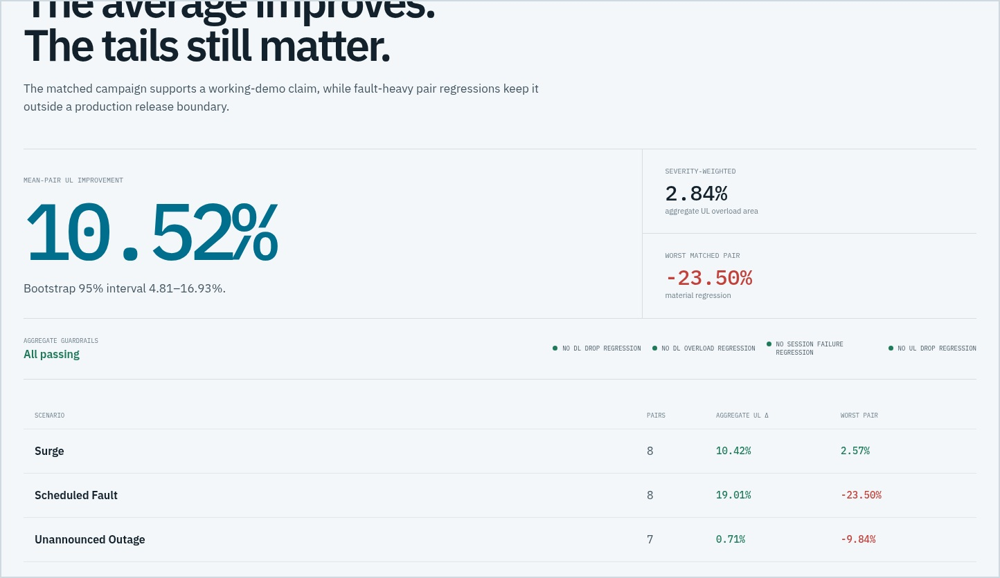 The average improves.
The tails still matter.
The matched campaign supports a working-demo claim, while fault-heavy pair regressions keep it
outside a production release boundary.
MEAN-PAIR UL IMPROVEMENT
10.52%
Bootstrap 95% interval 4.81–16.93%.
SEVERITY-WEIGHTED
2.84%
aggregate UL overload area
WORST MATCHED PAIR
-23.50%
material regression
AGGREGATE GUARDRAILS
All passing
NO DL DROP REGRESSION
NO DL OVERLOAD REGRESSION
NO SESSION FAILURE
REGRESSION
NO UL DROP REGRESSION
SCENARIO PAIRS AGGREGATE UL Δ WORST PAIR
Surge 8 10.42% 2.57%
Scheduled Fault 8 19.01% -23.50%
Unannounced Outage 7 0.71% -9.84%